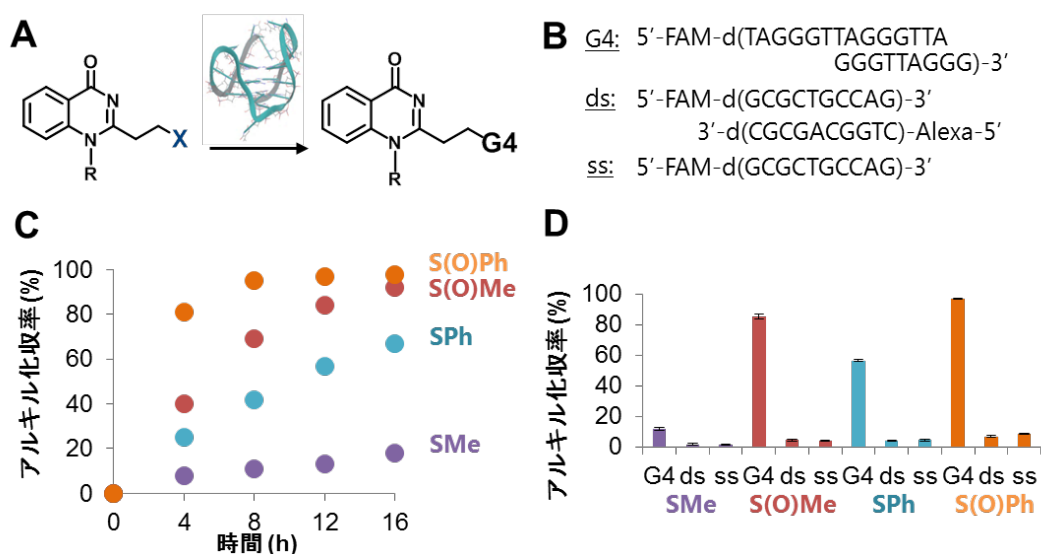 A
O
N
N
R
X
O
N
N
R
G4
B
G4: 5′-FAM-d(TAGGGTTAGGGTTA
GGGTTAGGG)-3′
ds: 5′-FAM-d(GCGCTGCCAG)-3′
3′-d(CGCGACGGTC)-Alexa-5′
ss: 5′-FAM-d(GCGCTGCCAG)-3′
C
アルキル化収率 (%)
100
80
60
40
20
0
0 4 8 12 16
時間 (h)
S(O)Ph
S(O)Me
SPh
SMe
D
アルキル化収率 (%)
100
80
60
40
20
0
G4 ds ss G4 ds ss G4 ds ss G4 ds ss
SMe S(O)Me SPh S(O)Ph